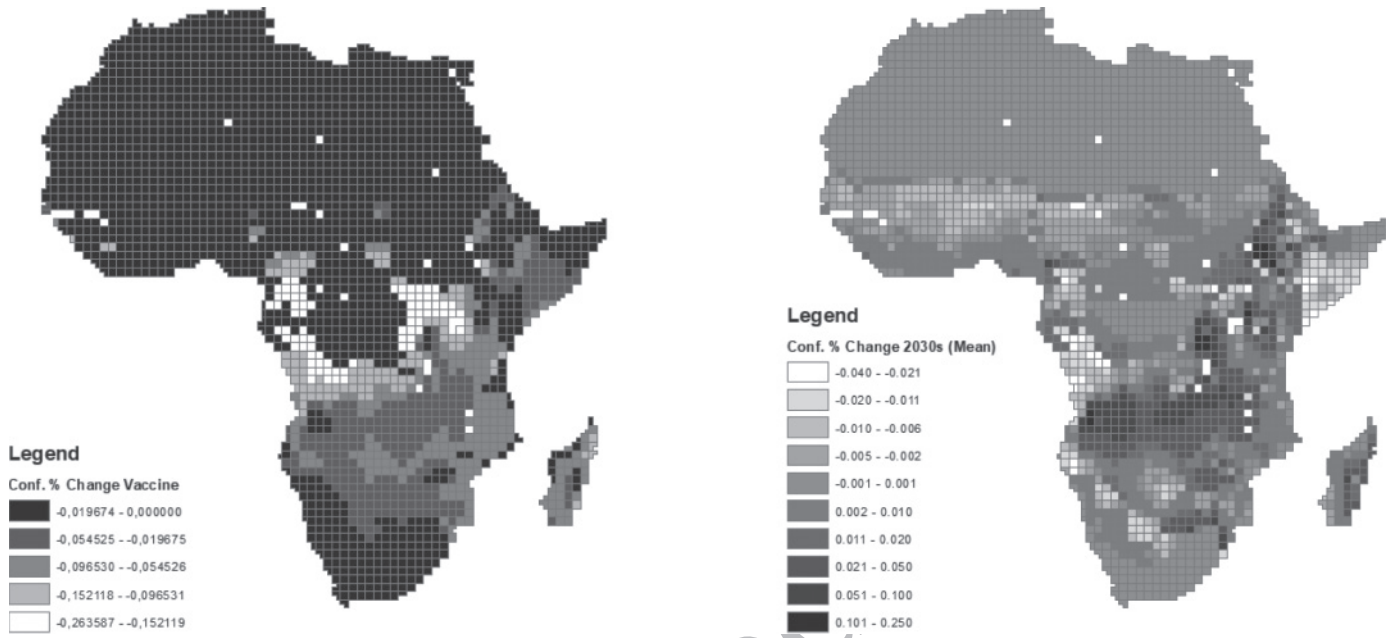 Legend
Conf. % Change Vaccine
-0,019674 - 0,000000
-0,054525 - -0,019675
-0,096530 - -0,054526
-0,152118 - -0,096531
-0,263587 - -0,152119
Legend
Conf. % Change 2030s (Mean)
-0.040 - -0.021
-0.020 - -0.011
-0.010 - -0.006
-0.005 - -0.002
-0.001 - 0.001
0.002 - 0.010
0.011 - 0.020
0.021 - 0.050
0.051 - 0.100
0.101 - 0.250